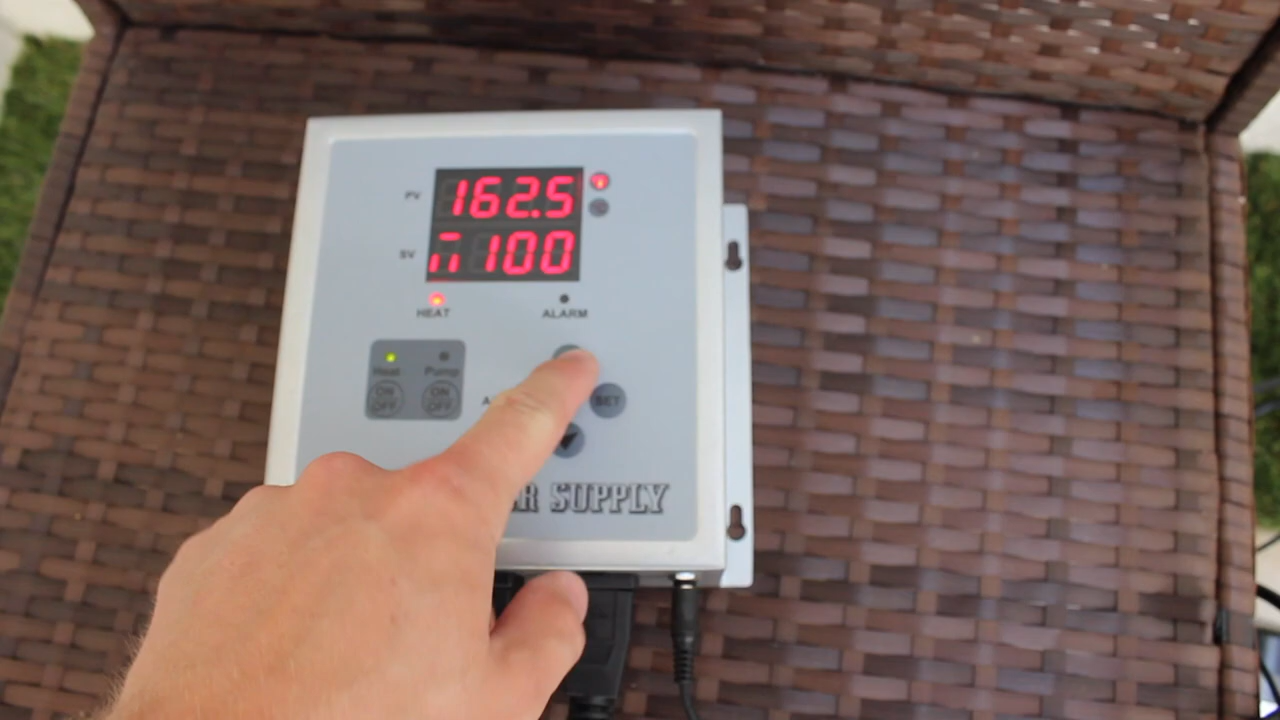 PV 162.5
SV n 100
HEAT ALARM
Heat Pump
ON ON
OFF OFF
SET
SUPPLY